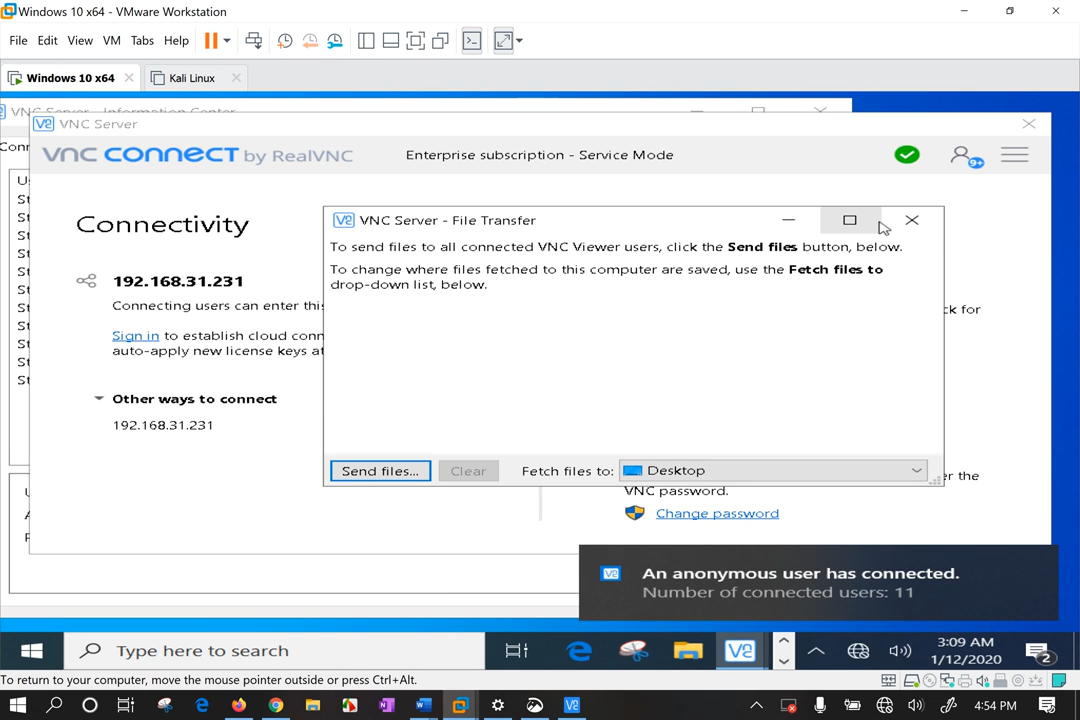 Windows 10 x64 - VMware Workstation
File Edit View VM Tabs Help
Windows 10 x64
Kali Linux
VNC Server - Information Center
VNC Server
VNC CONNECT by RealVNC
Enterprise subscription - Service Mode
9+
Connectivity
192.168.31.231
Connecting users can enter this
Sign in to establish cloud conn
auto-apply new license keys at
Other ways to connect
192.168.31.231
VNC Server - File Transfer
To send files to all connected VNC Viewer users, click the Send files button, below.
To change where files fetched to this computer are saved, use the Fetch files to
drop-down list, below.
Send files...
Clear
Fetch files to:
Desktop
ck for
er the
VNC password.
Change password
An anonymous user has connected.
Number of connected users: 11
Type here to search
3:09 AM
1/12/2020
2
To return to your computer, move the mouse pointer outside or press Ctrl+Alt.
4:54 PM